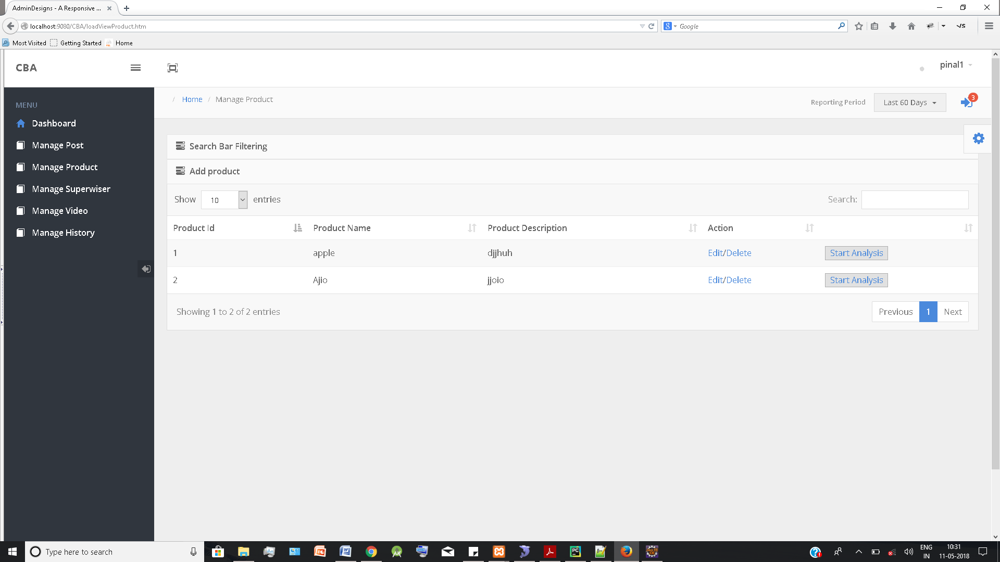 AdminDesigns - A Responsive ...
localhost:9080/CBA/loadViewProduct.htm
Google
Most Visited Getting Started Home
CBA
pinal1
MENU
Dashboard
Manage Post
Manage Product
Manage Superwiser
Manage Video
Manage History
/ Home / Manage Product
Reporting Period Last 60 Days 3
Search Bar Filtering
Add product
Show 10 entries Search:
Product Id Product Name Product Description Action
1 apple djjhuh Edit/Delete Start Analysis
2 Ajio jjoio Edit/Delete Start Analysis
Showing 1 to 2 of 2 entries Previous 1 Next
Type here to search
ENG
IN
10:31
11-05-2018